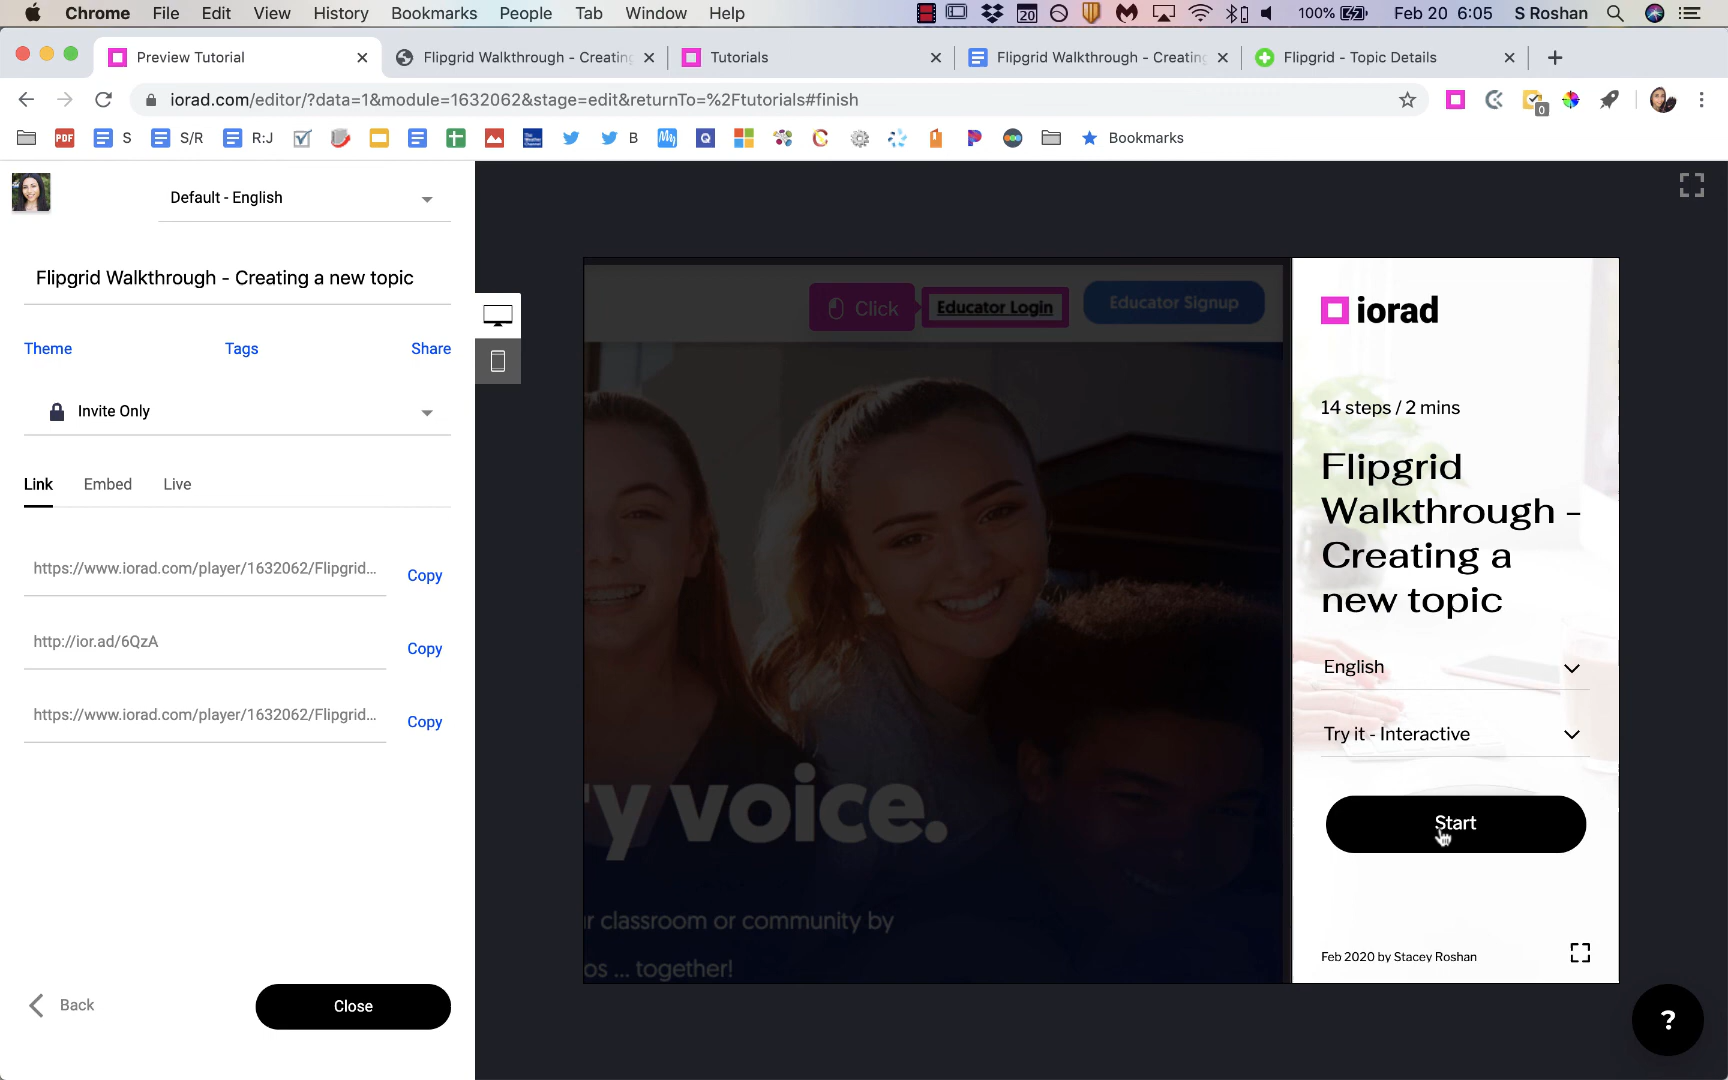 Chrome File Edit View History Bookmarks People Tab Window Help 20 100% Feb 20 6:05 S Roshan
Preview Tutorial
Flipgrid Walkthrough - Creating
Tutorials
Flipgrid Walkthrough - Creating
Flipgrid - Topic Details
iorad.com/editor/?data=1&module=1632062&stage=edit&returnTo=%2Ftutorials#finish
0
PDF S S/R R:J B My Q Bookmarks
Default - English
Flipgrid Walkthrough - Creating a new topic
Theme Tags Share
Invite Only
Link Embed Live
https://www.iorad.com/player/1632062/Flipgrid...
Copy
http://ior.ad/6QzA
Copy
https://www.iorad.com/player/1632062/Flipgrid...
Copy
Back
Close
Click
Educator Login
Educator Signup
y voice.
r classroom or community by
os ... together!
iorad
14 steps / 2 mins
Flipgrid
Walkthrough -
Creating a
new topic
English
Try it - Interactive
Start
Feb 2020 by Stacey Roshan
?